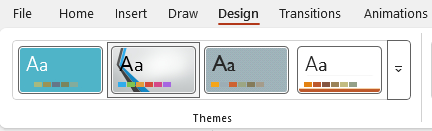 File Home Insert Draw Design Transitions Animations
Aa Aa Aa Aa
Themes